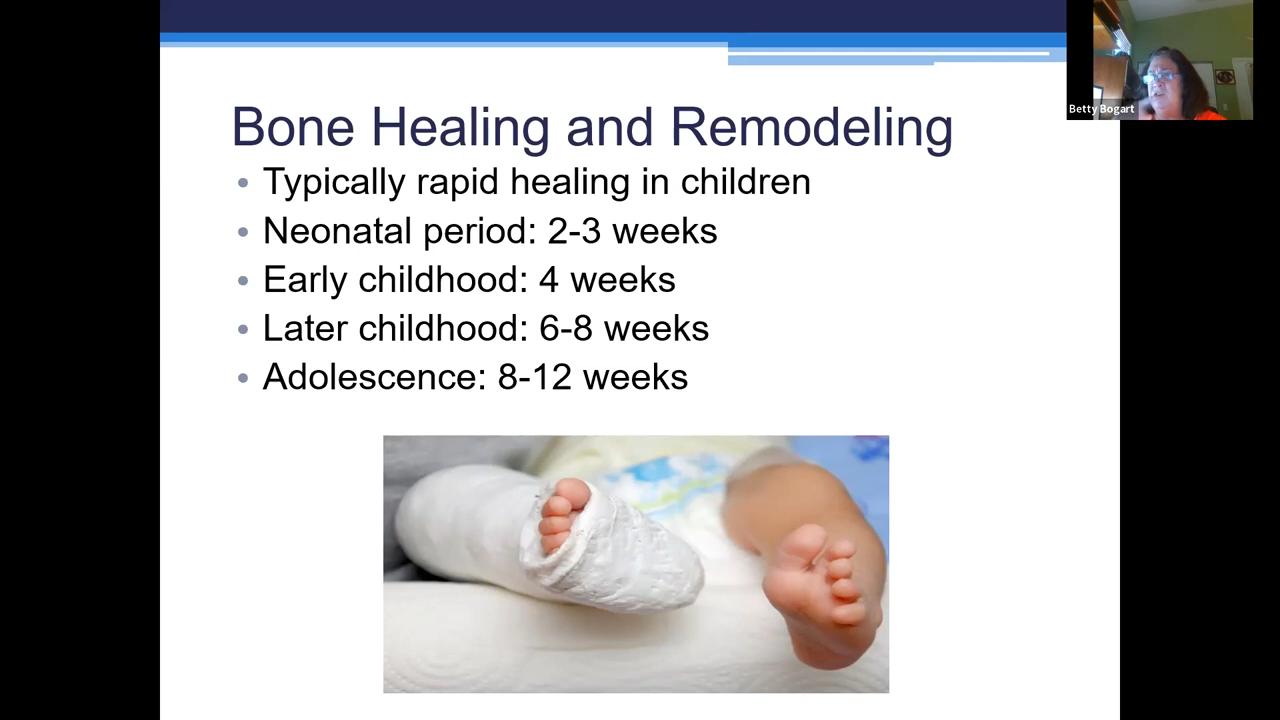 Betty Bogart
Bone Healing and Remodeling
• Typically rapid healing in children
• Neonatal period: 2-3 weeks
• Early childhood: 4 weeks
• Later childhood: 6-8 weeks
• Adolescence: 8-12 weeks